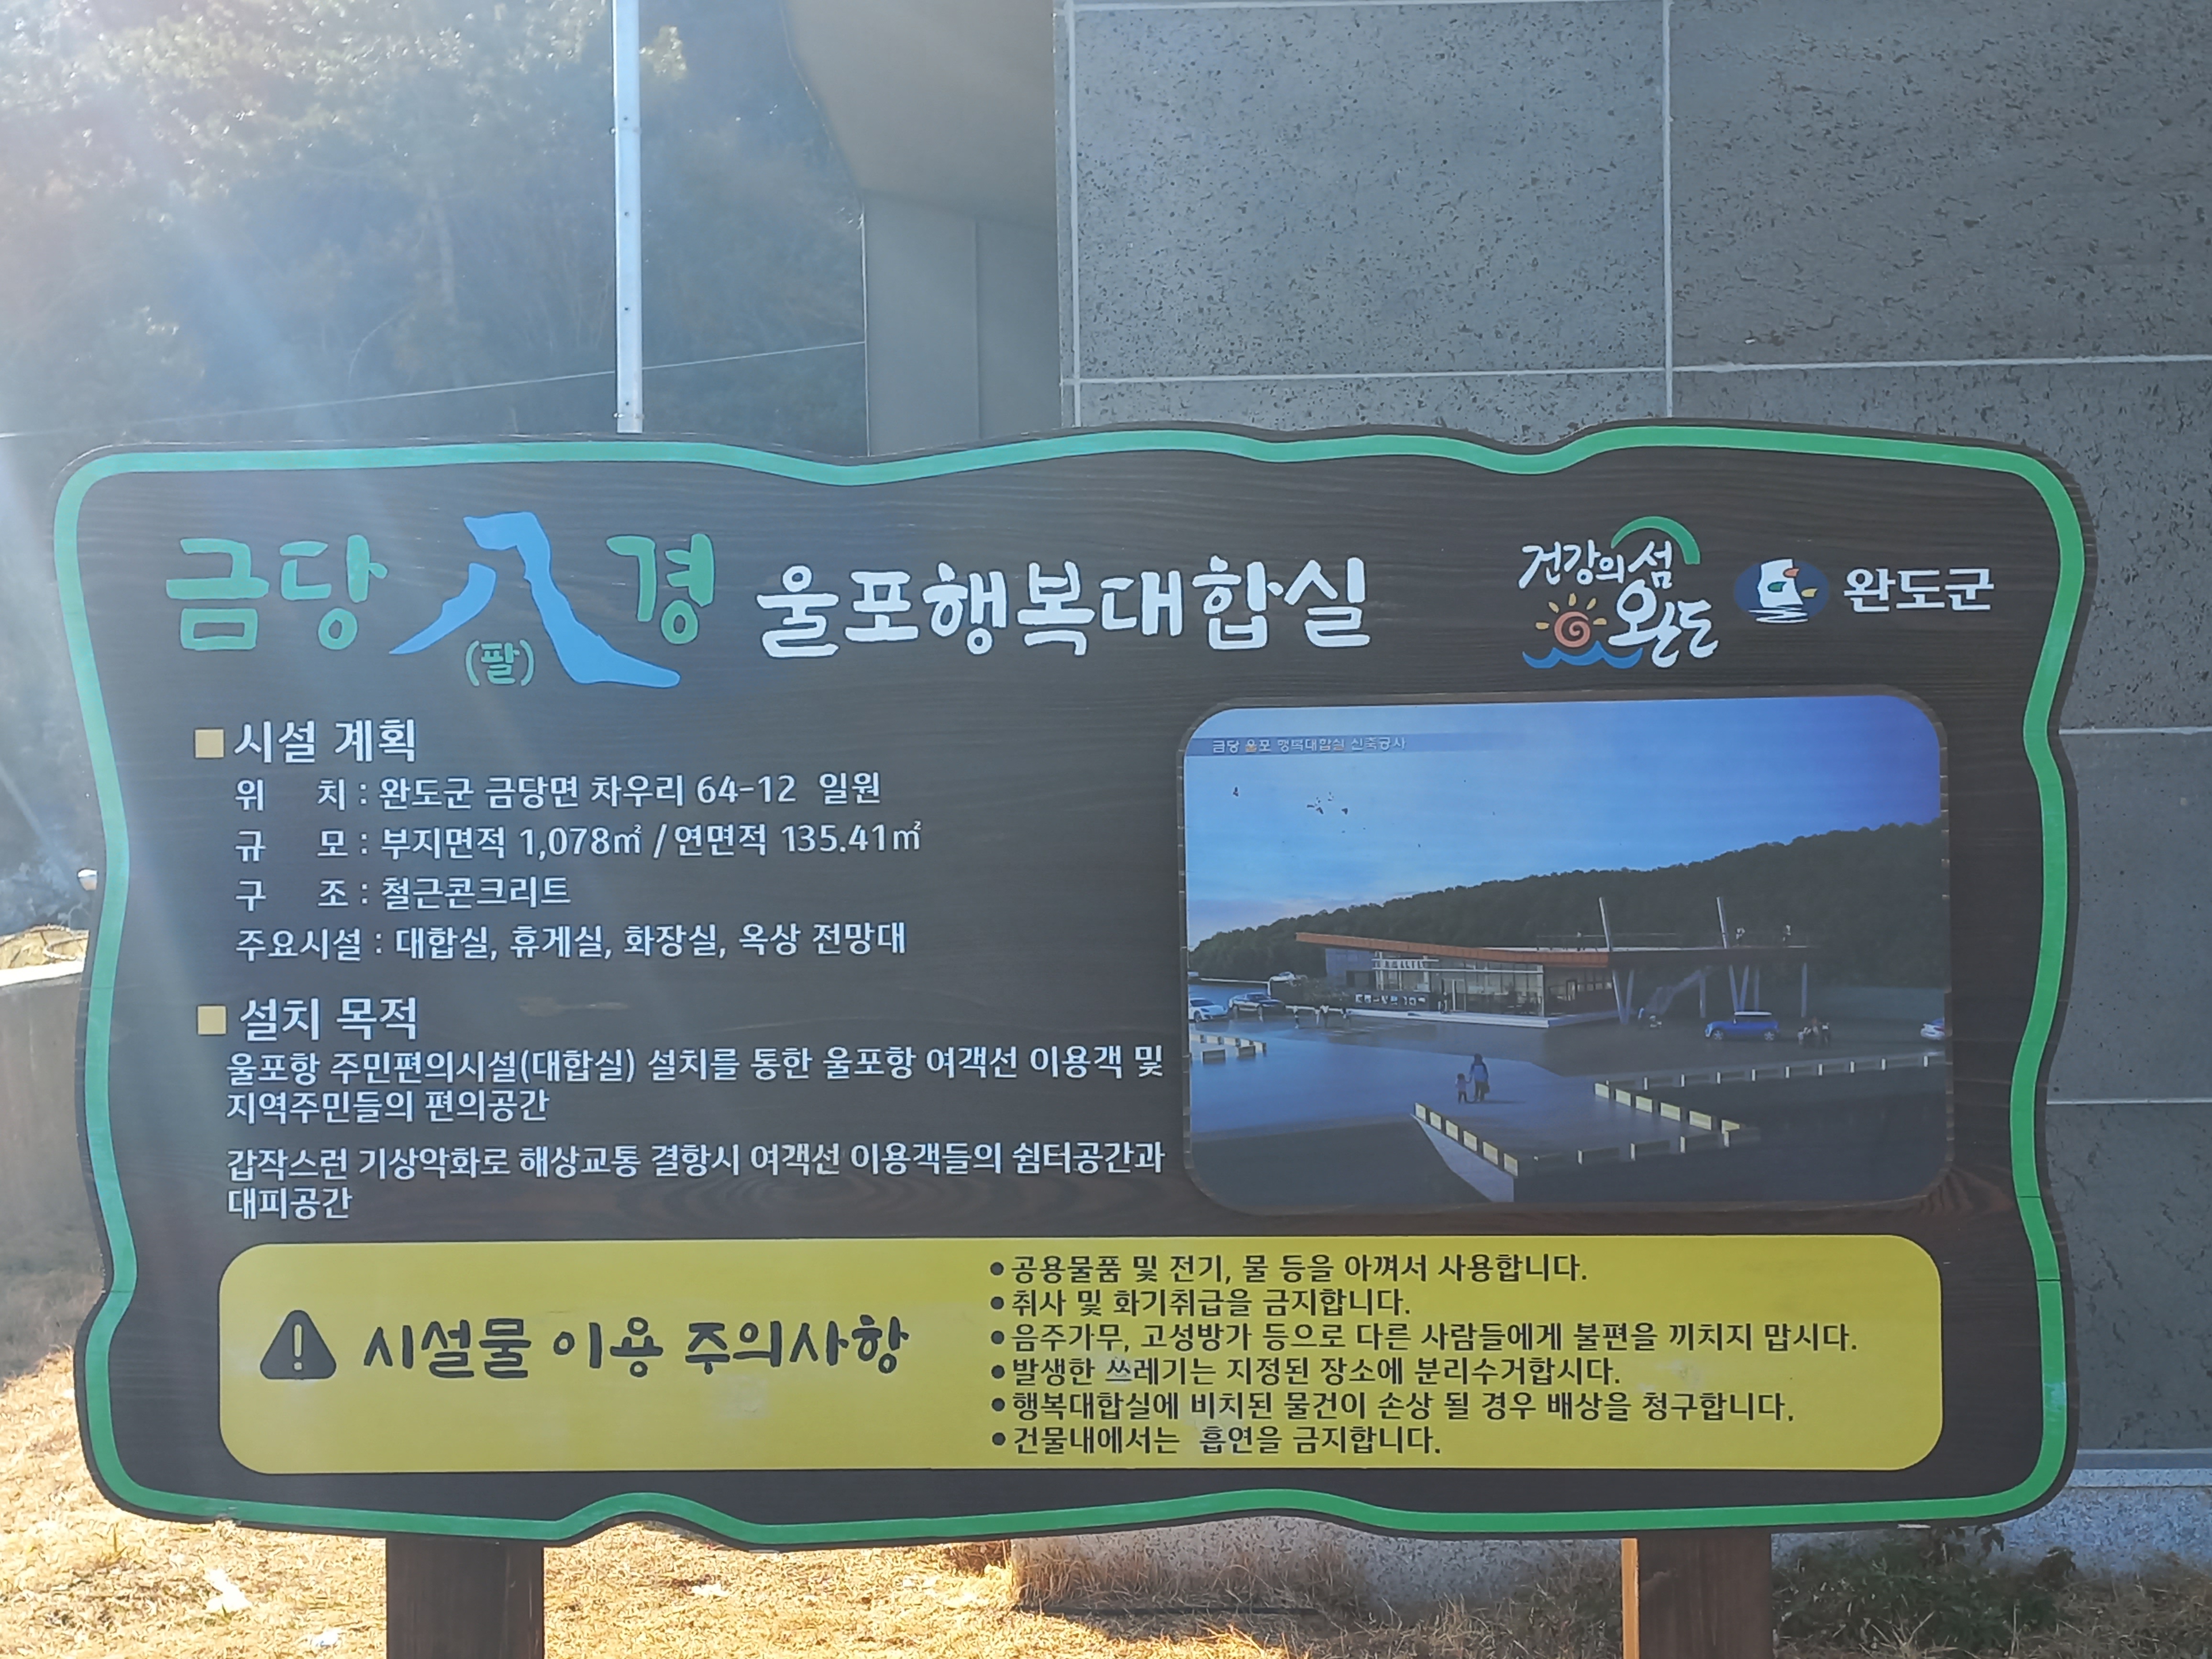 금당八경 울포행복대합실
(팔)
건강의 섬
완도
완도군
시설 계획
위 치 : 완도군 금당면 차우리 64-12 일원
규 모 : 부지면적 1,078㎡ / 연면적 135.41㎡
구 조 : 철근콘크리트
주요시설 : 대합실, 휴게실, 화장실, 옥상 전망대
금당 울포 행복대합실 신축공사
설치 목적
울포항 주민편의시설(대합실) 설치를 통한 울포항 여객선 이용객 및
지역주민들의 편의공간
갑작스런 기상악화로 해상교통 결항시 여객선 이용객들의 쉼터공간과
대피공간
시설물 이용 주의사항
• 공용물품 및 전기, 물 등을 아껴서 사용합니다.
• 취사 및 화기취급을 금지합니다.
• 음주가무, 고성방가 등으로 다른 사람들에게 불편을 끼치지 맙시다.
• 발생한 쓰레기는 지정된 장소에 분리수거합시다.
• 행복대합실에 비치된 물건이 손상 될 경우 배상을 청구합니다.
• 건물내에서는 흡연을 금지합니다.